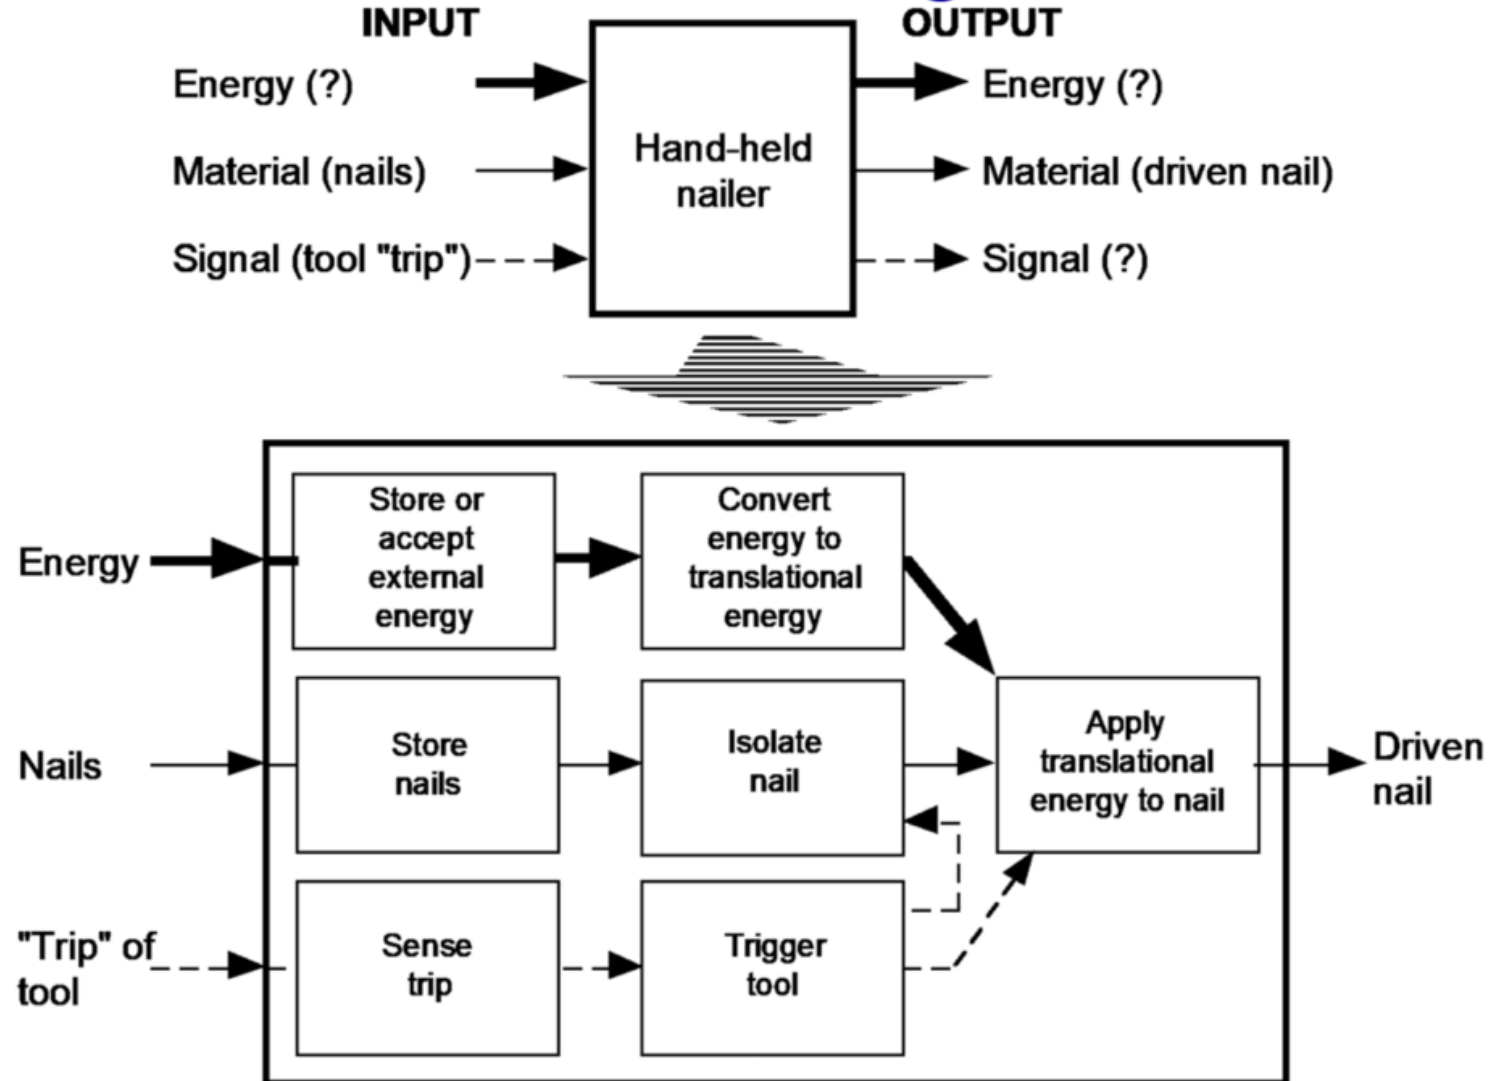 INPUT
OUTPUT
Energy (?)
Energy (?)
Hand-held
nailer
Material (nails)
Material (driven nail)
Signal (tool "trip")
Signal (?)
Store or
accept
external
energy
Convert
energy to
translational
energy
Energy
Store
nails
Isolate
nail
Apply
translational
energy to nail
Nails
Driven
nail
Sense
trip
Trigger
tool
"Trip" of
tool